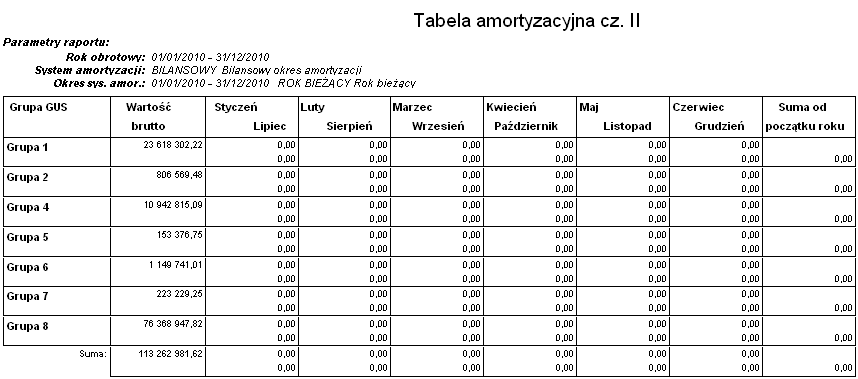 Tabela amortyzacyjna cz. II
Parametry raportu:
Rok obrotowy: 01/01/2010 - 31/12/2010
System amortyzacji: BILANSOWY Bilansowy okres amortyzacji
Okres sys. amor.: 01/01/2010 - 31/12/2010 ROK BIEŻĄCY Rok bieżący
Grupa GUS Wartość Styczeń Luty Marzec Kwiecień Maj Czerwiec Suma od
brutto Lipiec Sierpień Wrzesień Październik Listopad Grudzień początku roku
Grupa 1 23 618 302,22 0,00 0,00 0,00 0,00 0,00 0,00
0,00 0,00 0,00 0,00 0,00 0,00 0,00
Grupa 2 806 569,48 0,00 0,00 0,00 0,00 0,00 0,00
0,00 0,00 0,00 0,00 0,00 0,00 0,00
Grupa 4 10 942 815,09 0,00 0,00 0,00 0,00 0,00 0,00
0,00 0,00 0,00 0,00 0,00 0,00 0,00
Grupa 5 153 376,75 0,00 0,00 0,00 0,00 0,00 0,00
0,00 0,00 0,00 0,00 0,00 0,00 0,00
Grupa 6 1 149 741,01 0,00 0,00 0,00 0,00 0,00 0,00
0,00 0,00 0,00 0,00 0,00 0,00 0,00
Grupa 7 223 229,25 0,00 0,00 0,00 0,00 0,00 0,00
0,00 0,00 0,00 0,00 0,00 0,00 0,00
Grupa 8 76 368 947,82 0,00 0,00 0,00 0,00 0,00 0,00
0,00 0,00 0,00 0,00 0,00 0,00 0,00
Suma: 113 262 981,62 0,00 0,00 0,00 0,00 0,00 0,00
0,00 0,00 0,00 0,00 0,00 0,00 0,00